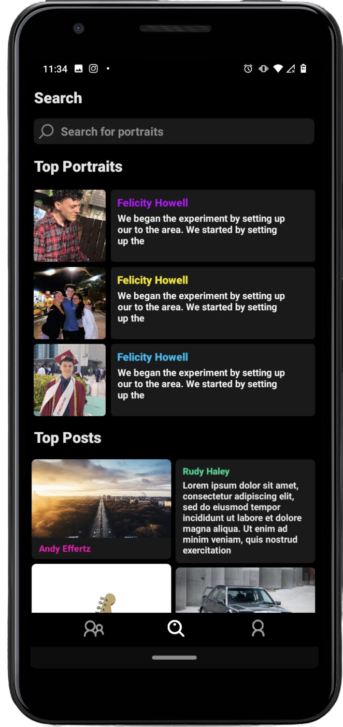 11:34
Search
Search for portraits
Top Portraits
Felicity Howell
We began the experiment by setting up
our to the area. We started by setting
up the
Felicity Howell
We began the experiment by setting up
our to the area. We started by setting
up the
Felicity Howell
We began the experiment by setting up
our to the area. We started by setting
up the
Top Posts
Andy Effertz
Rudy Haley
Lorem ipsum dolor sit amet,
consectetur adipiscing elit,
sed do eiusmod tempor
incididunt ut labore et dolore
magna aliqua. Ut enim ad
minim veniam, quis nostrud
exercitation